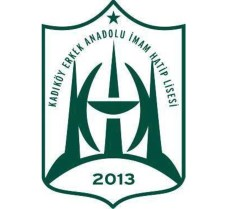 KADIKÖY ERKEK ANADOLU İMAM HATİP LİSESİ
2013